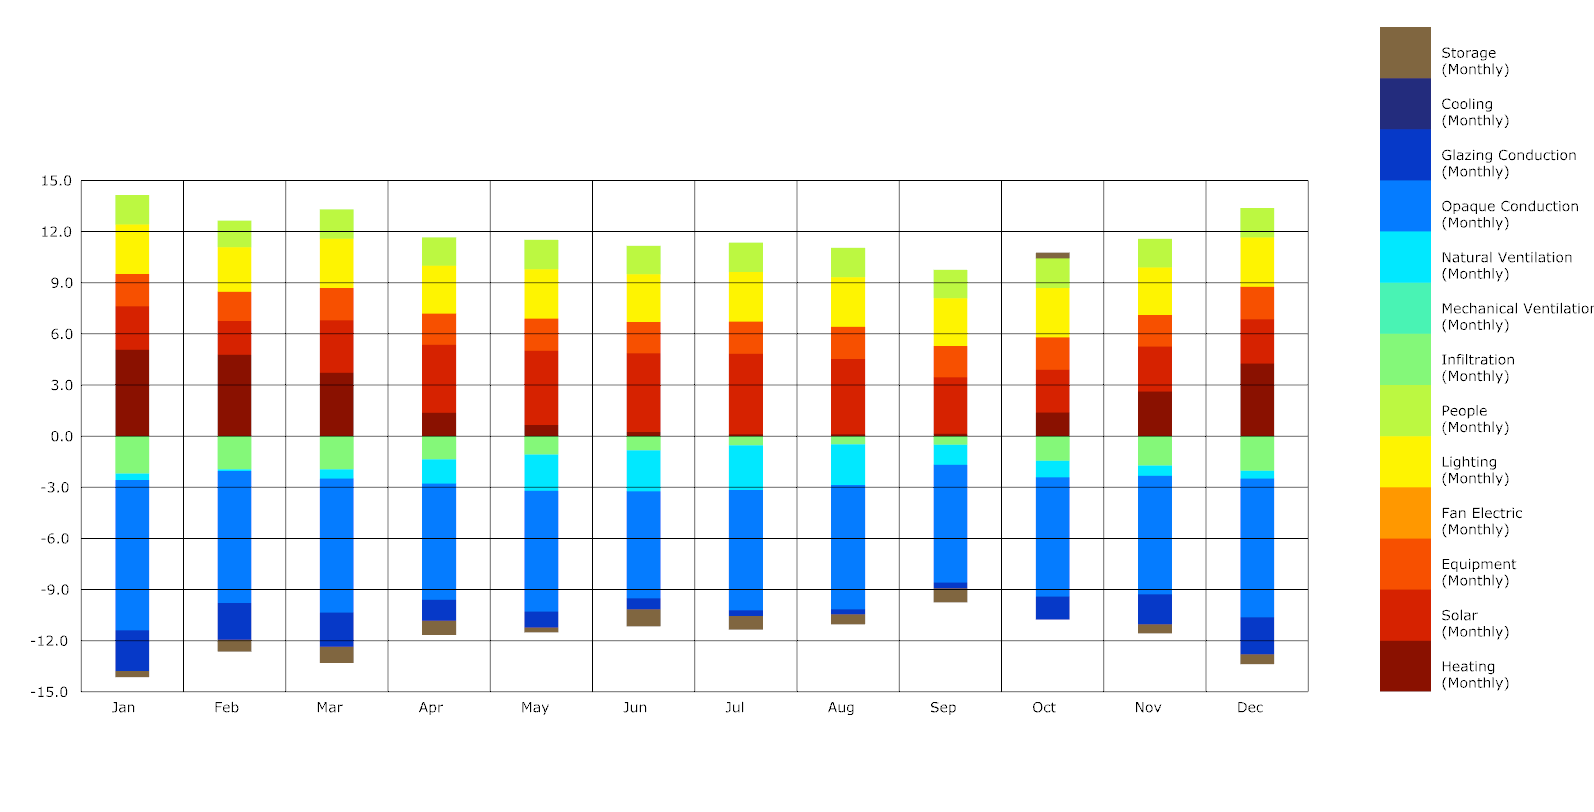 15.0
12.0
9.0
6.0
3.0
0.0
-3.0
-6.0
-9.0
-12.0
-15.0
Jan Feb Mar Apr May Jun Jul Aug Sep Oct Nov Dec
Storage
(Monthly)
Cooling
(Monthly)
Glazing Conduction
(Monthly)
Opaque Conduction
(Monthly)
Natural Ventilation
(Monthly)
Mechanical Ventilation
(Monthly)
Infiltration
(Monthly)
People
(Monthly)
Lighting
(Monthly)
Fan Electric
(Monthly)
Equipment
(Monthly)
Solar
(Monthly)
Heating
(Monthly)